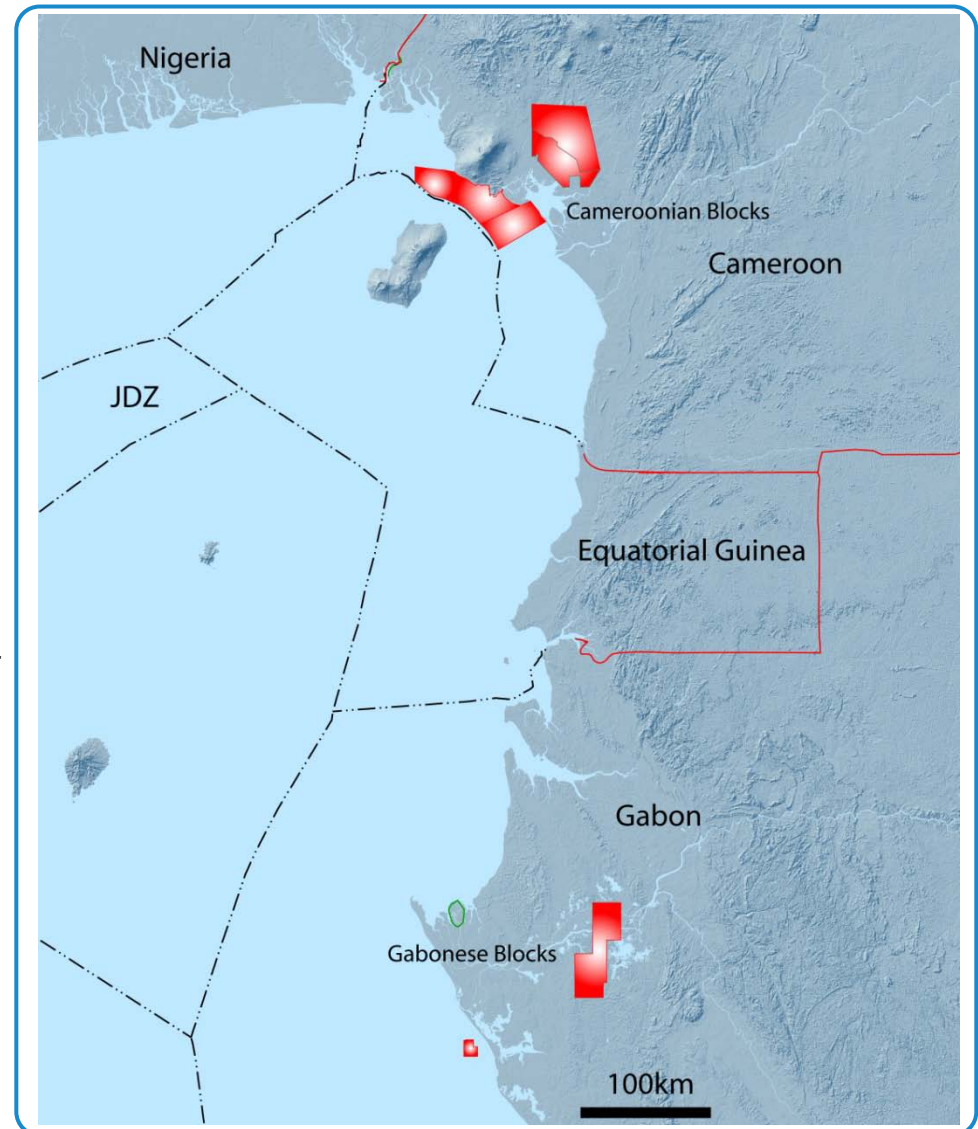 Nigeria
Cameroonian Blocks
Cameroon
JDZ
Equatorial Guinea
Gabon
Gabonese Blocks
100km